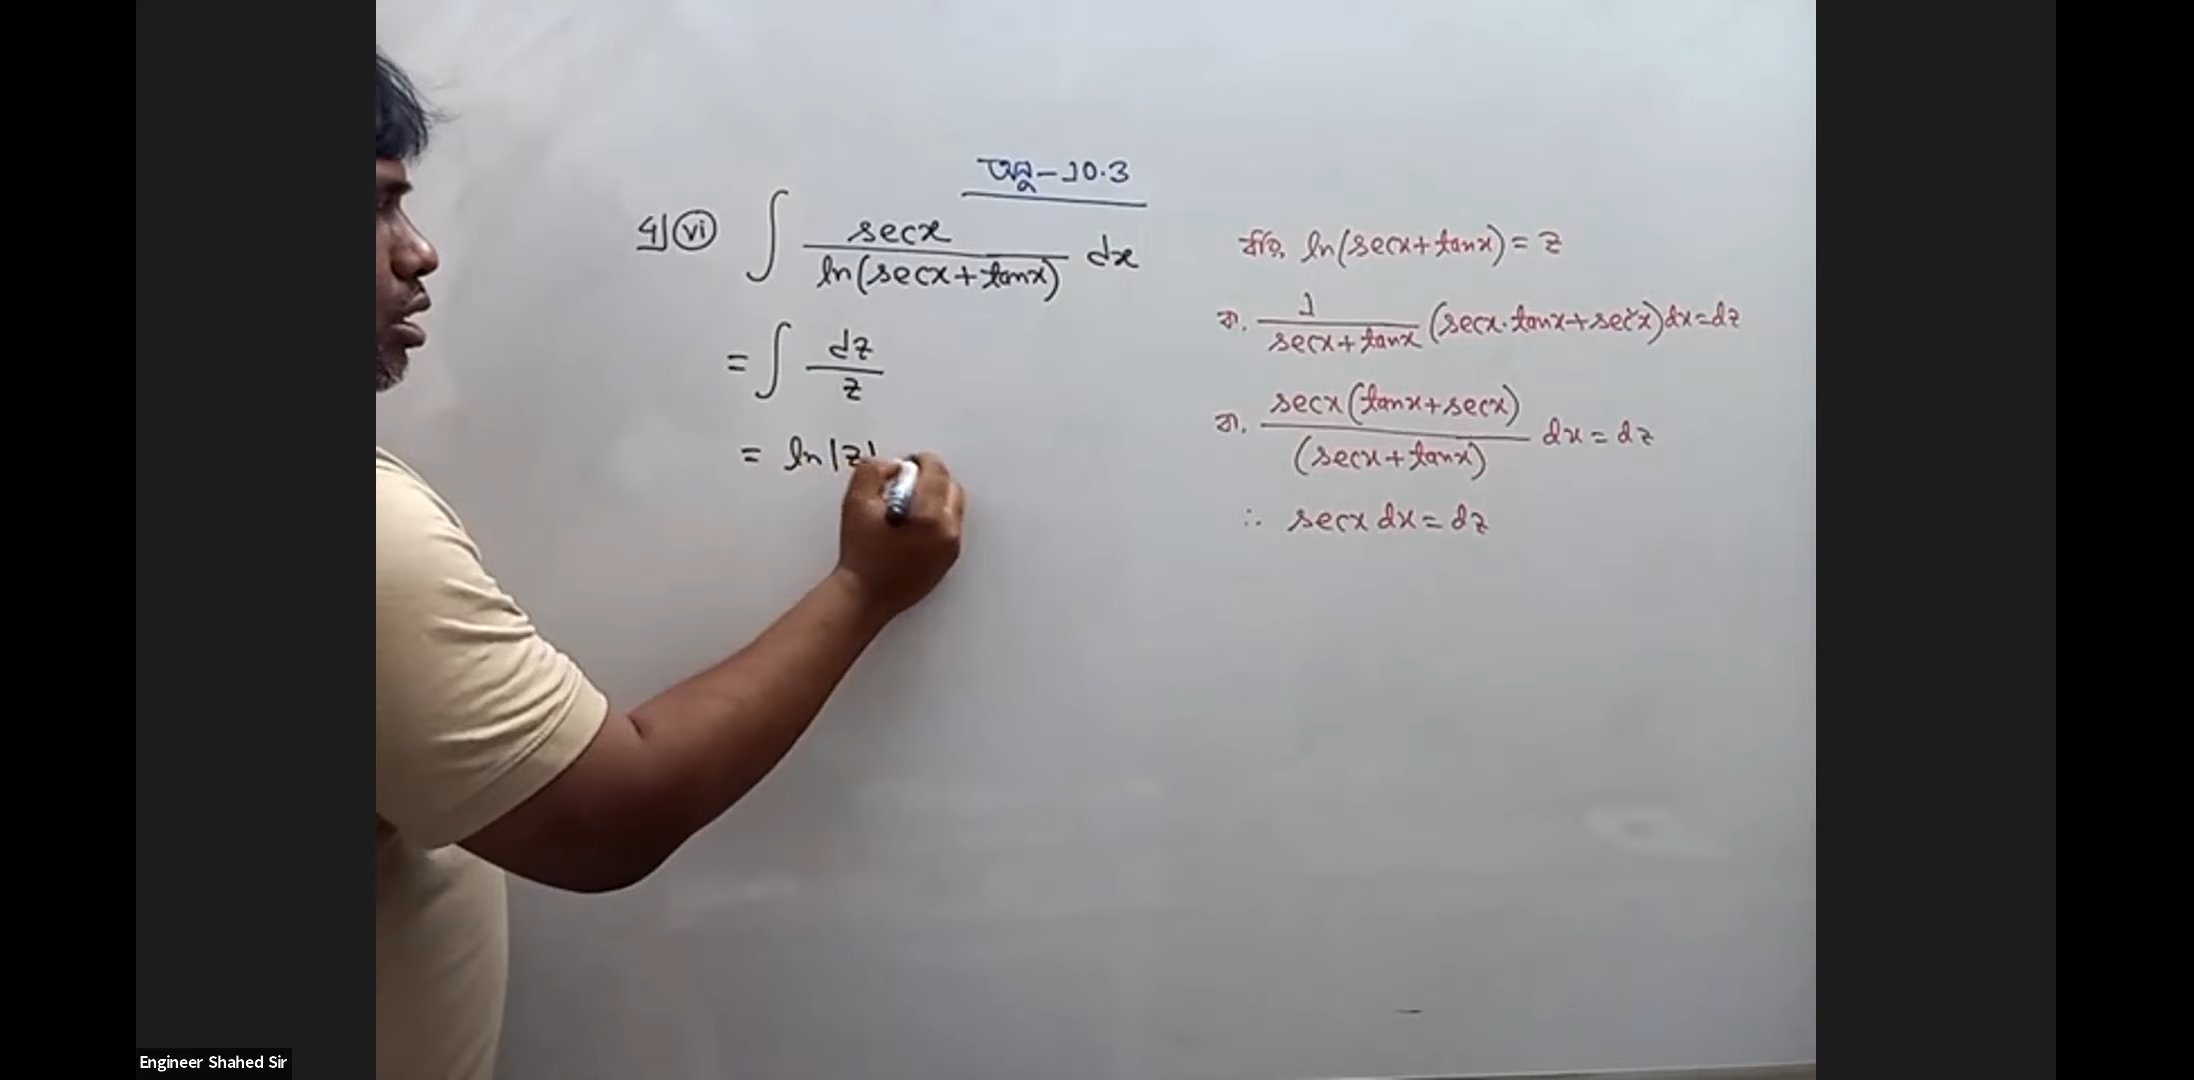 অনু-10.3
4|(vi) ∫ secx / ln(secx+tanx) dx
= ∫ dz / z
= ln|z|
ধরি, ln(secx+tanx) = z
বা, 1 / secx+tanx (secx·tanx+sec²x)dx=dz
বা, secx(tanx+secx) / (secx+tanx) dx = dz
∴ secx dx = dz
Engineer Shahed Sir